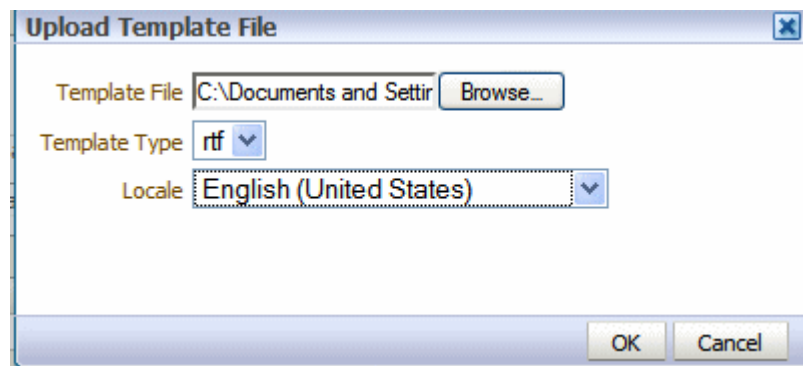 Upload Template File
Template File C:\Documents and Settir Browse...
Template Type rtf
Locale English (United States)
OK Cancel